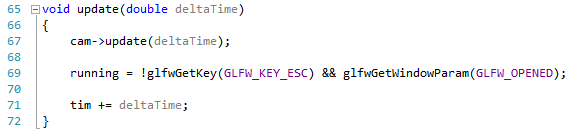 65 void update(double deltaTime)
66 {
67 cam->update(deltaTime);
68
69 running = !glfwGetKey(GLFW_KEY_ESC) && glfwGetWindowParam(GLFW_OPENED);
70
71 tim += deltaTime;
72 }